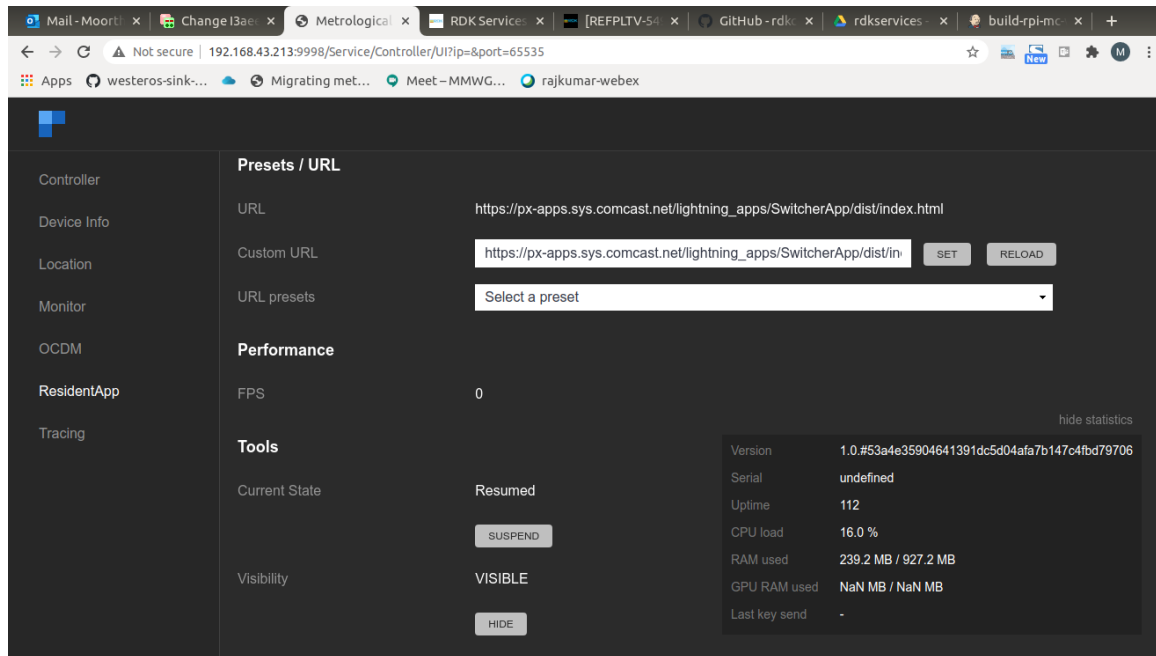 Mail - Moorth
Change I3aec
Metrological
RDK Services
[REFPLTV-549
GitHub - rdkc
rdkservices -
build-rpi-mc-
Not secure | 192.168.43.213:9998/Service/Controller/UI?ip=&port=65535
New
M
Apps westeros-sink-... Migrating met... Meet – MMWG... rajkumar-webex
Presets / URL
Controller
URL https://px-apps.sys.comcast.net/lightning_apps/SwitcherApp/dist/index.html
Device Info
Custom URL https://px-apps.sys.comcast.net/lightning_apps/SwitcherApp/dist/in SET RELOAD
Location
URL presets Select a preset
Monitor
OCDM
Performance
ResidentApp
FPS 0
hide statistics
Tracing
Tools
Version 1.0.#53a4e35904641391dc5d04afa7b147c4fbd79706
Serial undefined
Current State Resumed
Uptime 112
SUSPEND
CPU load 16.0 %
RAM used 239.2 MB / 927.2 MB
Visibility VISIBLE
GPU RAM used NaN MB / NaN MB
Last key send -
HIDE